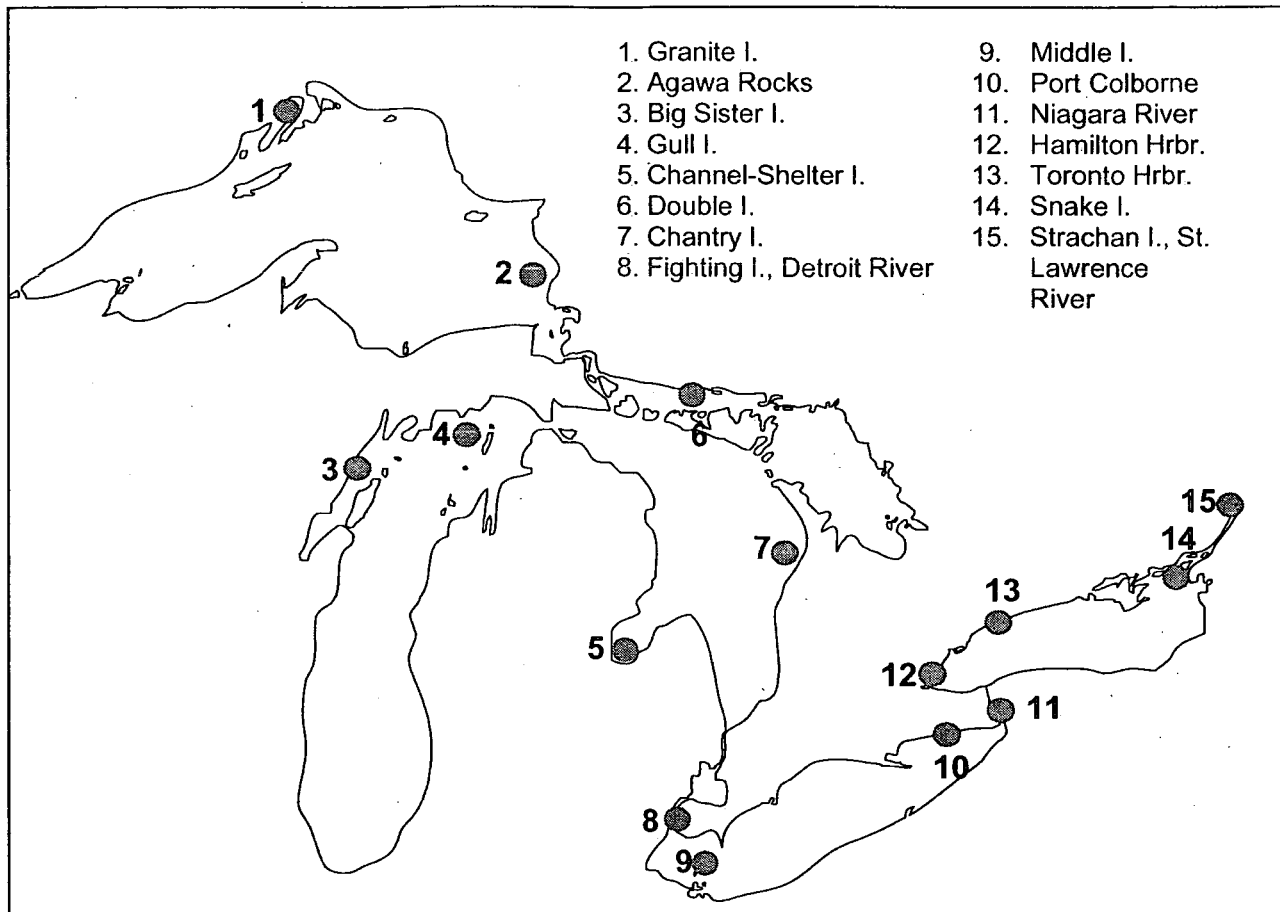 1. Granite I.
2. Agawa Rocks
3. Big Sister I.
4. Gull I.
5. Channel-Shelter I.
6. Double I.
7. Chantry I.
8. Fighting I., Detroit River
9. Middle I.
10. Port Colborne
11. Niagara River
12. Hamilton Hrbr.
13. Toronto Hrbr.
14. Snake I.
15. Strachan I., St.
Lawrence
River
1
2
3
4
5
6
7
8
9
10
11
12
13
14
15